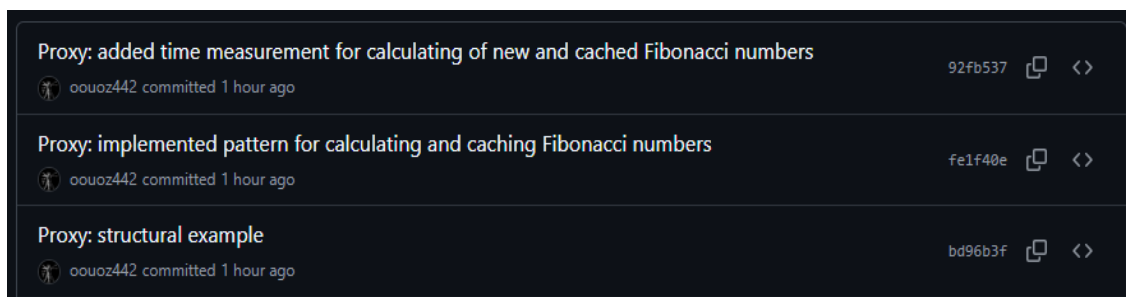 Proxy: added time measurement for calculating of new and cached Fibonacci numbers
oouoz442 committed 1 hour ago
92fb537
Proxy: implemented pattern for calculating and caching Fibonacci numbers
oouoz442 committed 1 hour ago
fe1f40e
Proxy: structural example
oouoz442 committed 1 hour ago
bd96b3f